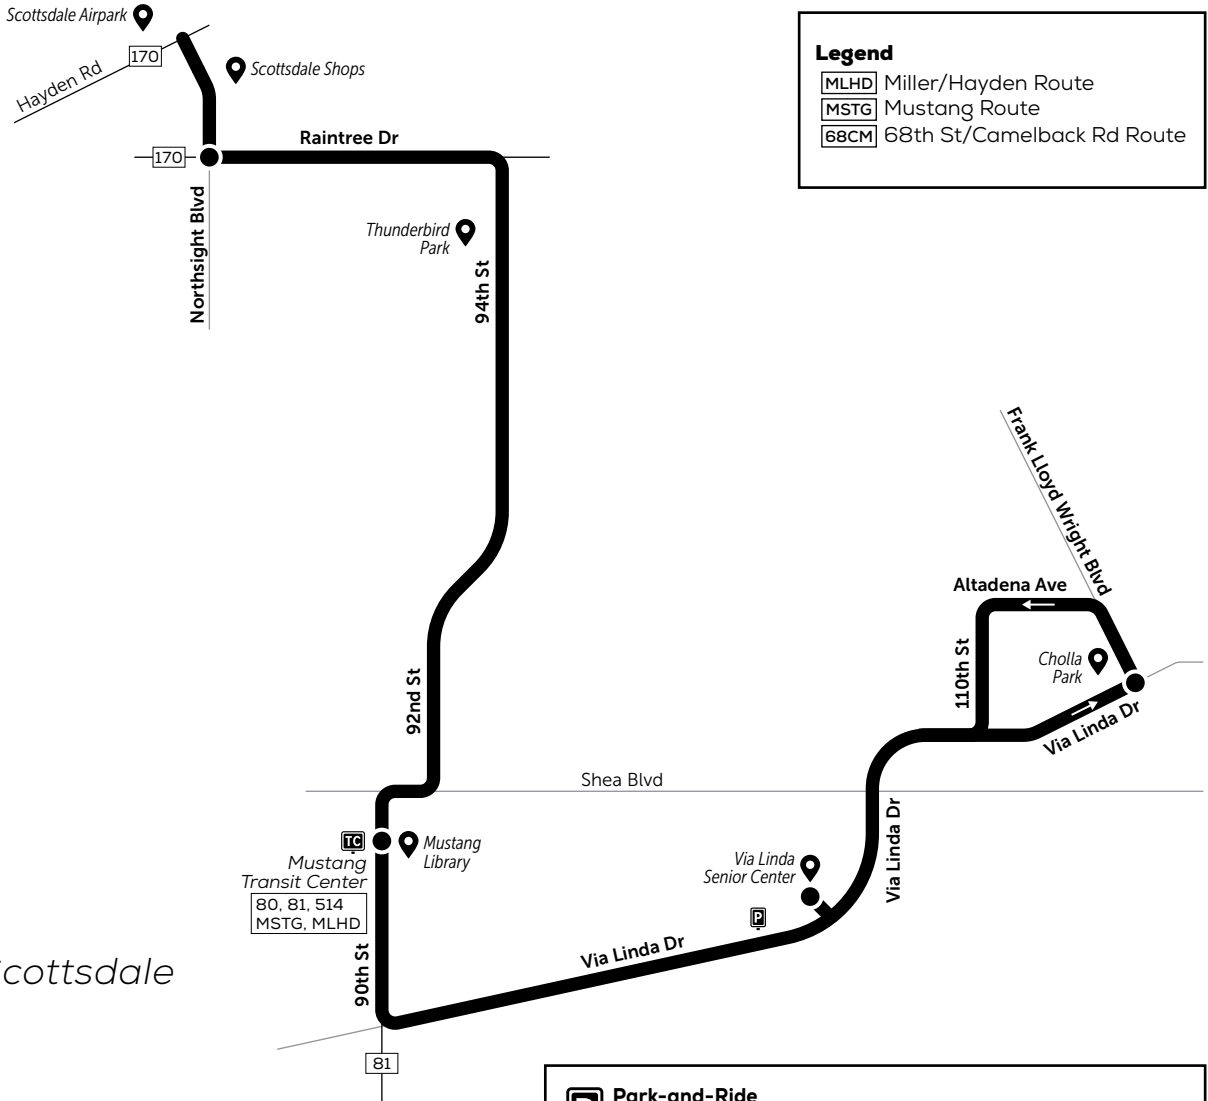 Scottsdale Airpark
170
Hayden Rd
Scottsdale Shops
Legend
MLHD Miller/Hayden Route
MSTG Mustang Route
68CM 68th St/Camelback Rd Route
Raintree Dr
170
Northsight Blvd
Thunderbird
Park
94th St
Frank Lloyd Wright Blvd
Altadena Ave
110th St
Cholla
Park
Via Linda Dr
92nd St
Shea Blvd
TC
Mustang
Library
Mustang
Transit Center
80, 81, 514
MSTG, MLHD
Via Linda
Senior Center
Via Linda Dr
P
Via Linda Dr
90th St
cottsdale
81
Park-and-Ride